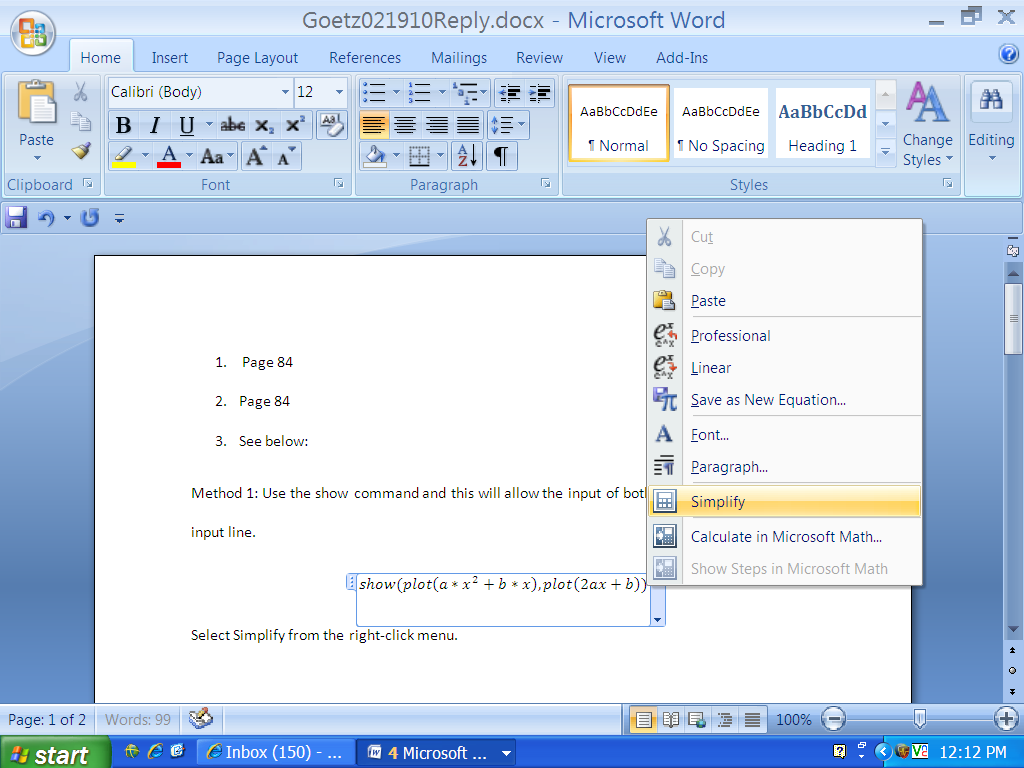 Goetz021910Reply.docx - Microsoft Word
Home Insert Page Layout References Mailings Review View Add-Ins
Calibri (Body) 12
Paste
B I U abc X₂ X² Aa
A Aa A A
A Z ¶
AaBbCcDdEe AaBbCcDdEe AaBbCcDd
¶ Normal ¶ No Spacing Heading 1
Change Styles
Editing
Clipboard Font Paragraph Styles
Cut
Copy
Paste
Professional
Linear
Save as New Equation...
Font...
Paragraph...
Simplify
Calculate in Microsoft Math...
Show Steps in Microsoft Math
1. Page 84
2. Page 84
3. See below:
Method 1: Use the show command and this will allow the input of
input line.
show(plot(a * x² + b * x),plot(2ax + b))
Select Simplify from the right-click menu.
Page: 1 of 2 Words: 99 100%
start Inbox (150) - ... 4 Microsoft ... 12:12 PM